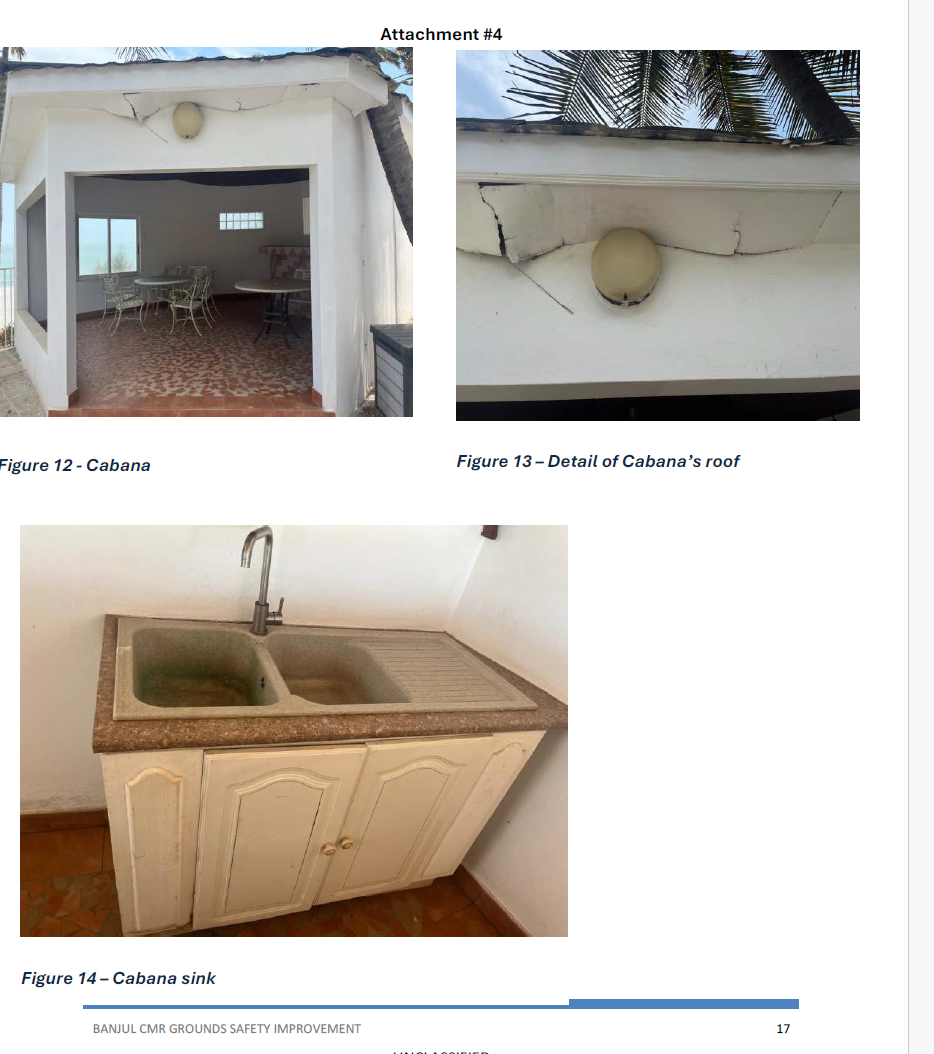 Attachment #4
Figure 12 - Cabana
Figure 13 – Detail of Cabana’s roof
Figure 14 – Cabana sink
BANJUL CMR GROUNDS SAFETY IMPROVEMENT 17
UNCLASSIFIED